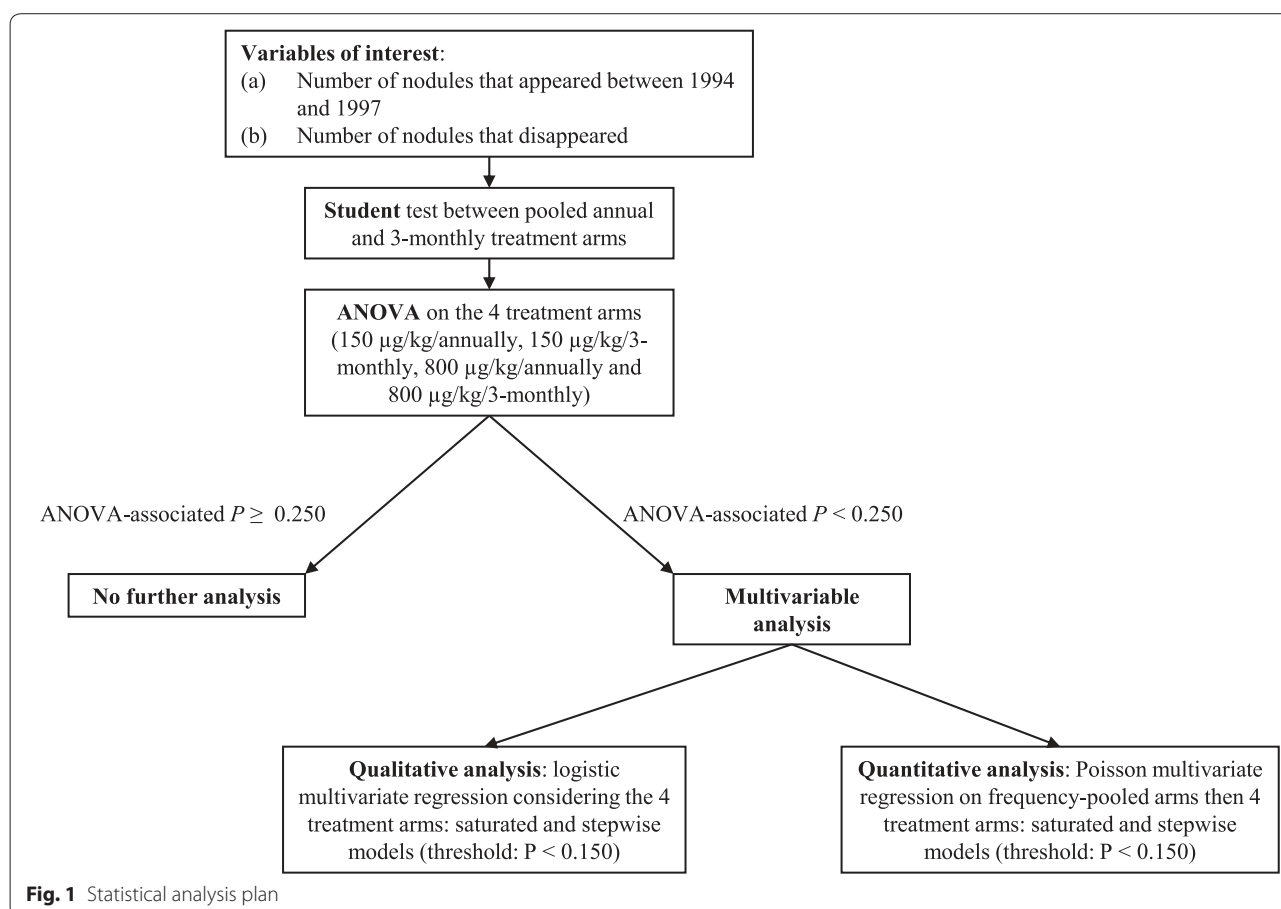 Variables of interest:
(a) Number of nodules that appeared between 1994
and 1997
(b) Number of nodules that disappeared
Student test between pooled annual
and 3-monthly treatment arms
ANOVA on the 4 treatment arms
(150 µg/kg/annually, 150 µg/kg/3-
monthly, 800 µg/kg/annually and
800 µg/kg/3-monthly)
ANOVA-associated P ≥ 0.250
ANOVA-associated P < 0.250
No further analysis
Multivariable
analysis
Qualitative analysis: logistic
multivariate regression considering the 4
treatment arms: saturated and stepwise
models (threshold: P < 0.150)
Quantitative analysis: Poisson multivariate
regression on frequency-pooled arms then 4
treatment arms: saturated and stepwise
models (threshold: P < 0.150)
Fig. 1 Statistical analysis plan